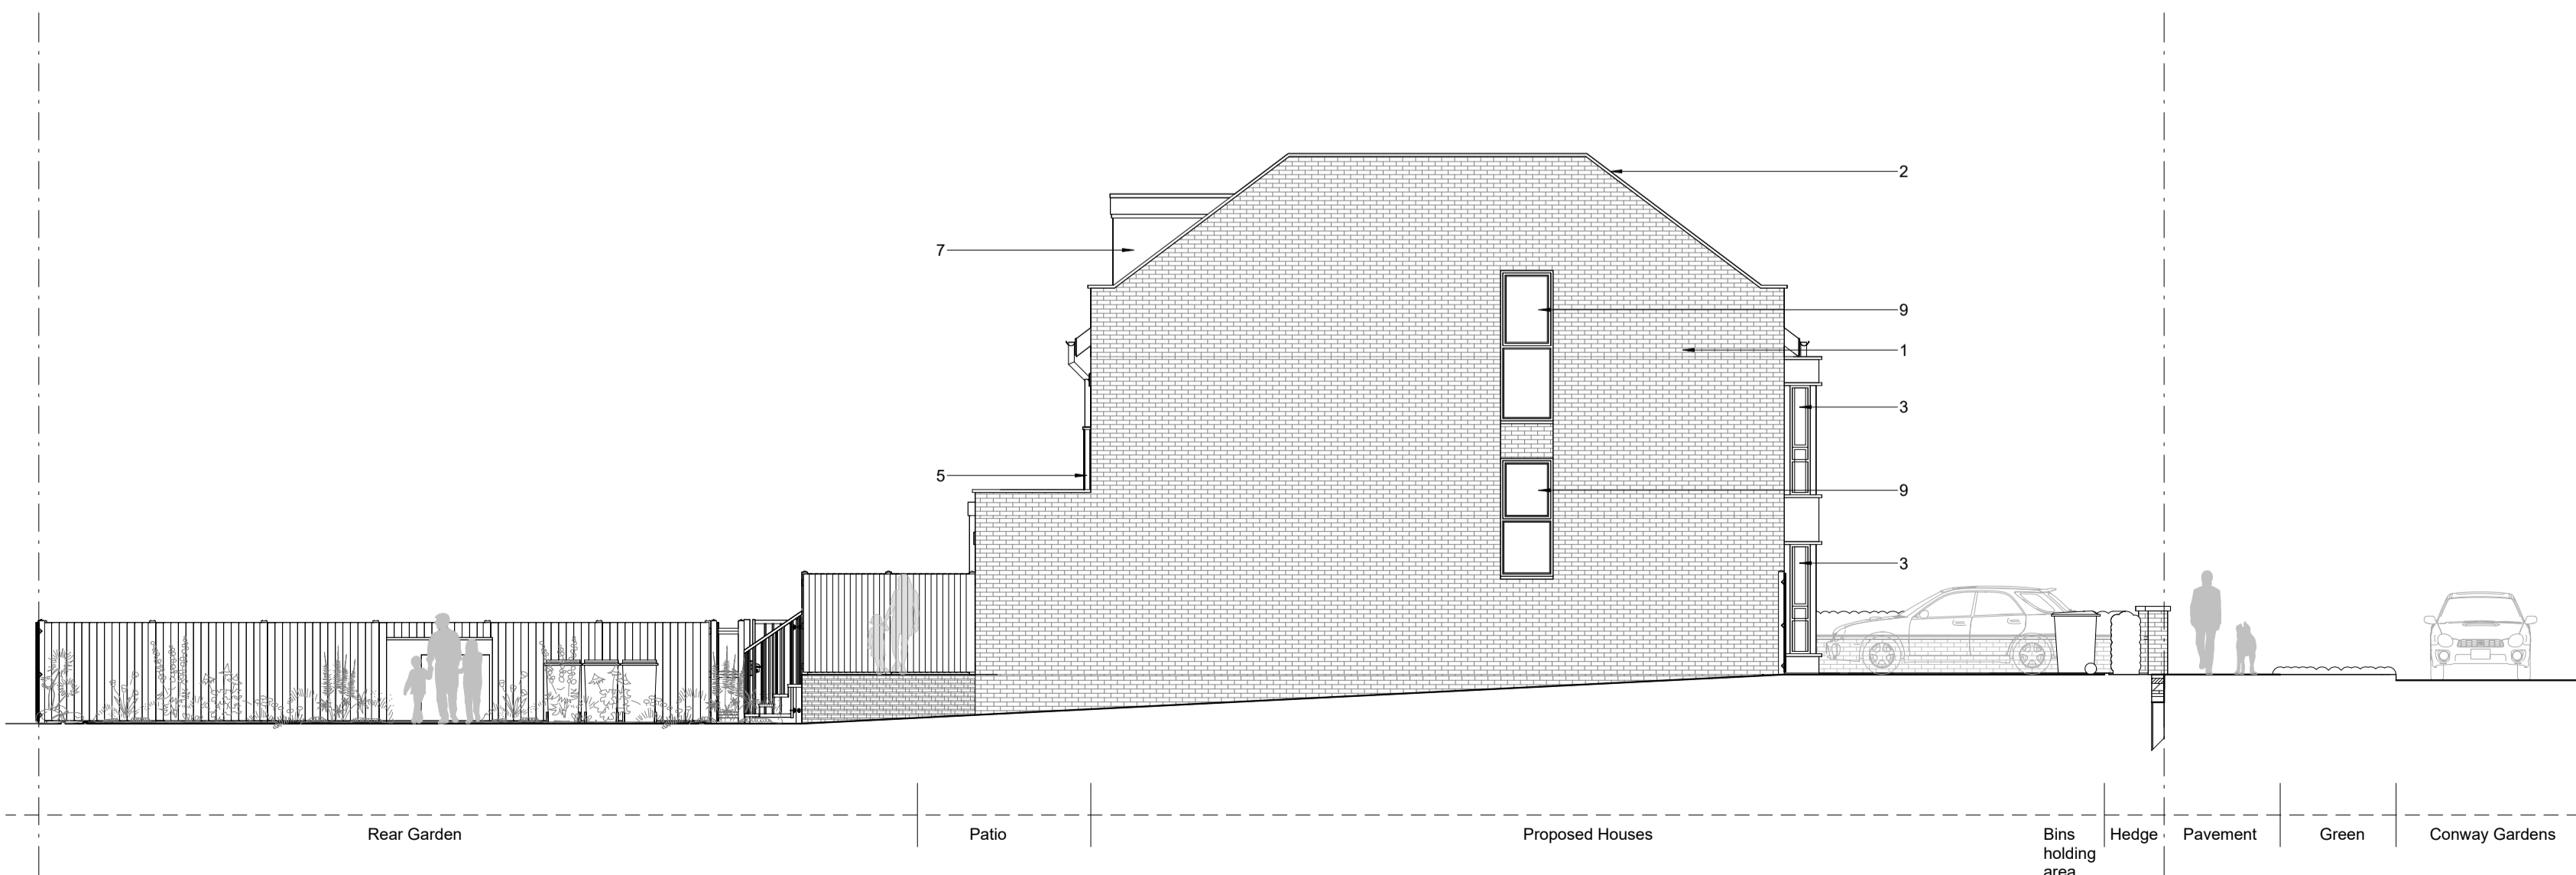 2
7
9
1
3
5
9
3
Rear Garden
Patio
Proposed Houses
Bins
holding
area
Hedge
Pavement
Green
Conway Gardens